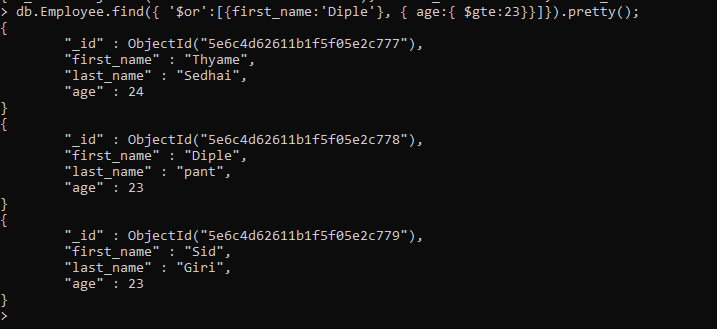 > db.Employee.find({ '$or':[{first_name:'Diple'}, { age:{ $gte:23}}]}).pretty();
{
        "_id" : ObjectId("5e6c4d62611b1f5f05e2c777"),
        "first_name" : "Thyame",
        "last_name" : "Sedhai",
        "age" : 24
}
{
        "_id" : ObjectId("5e6c4d62611b1f5f05e2c778"),
        "first_name" : "Diple",
        "last_name" : "pant",
        "age" : 23
}
{
        "_id" : ObjectId("5e6c4d62611b1f5f05e2c779"),
        "first_name" : "Sid",
        "last_name" : "Giri",
        "age" : 23
}
>